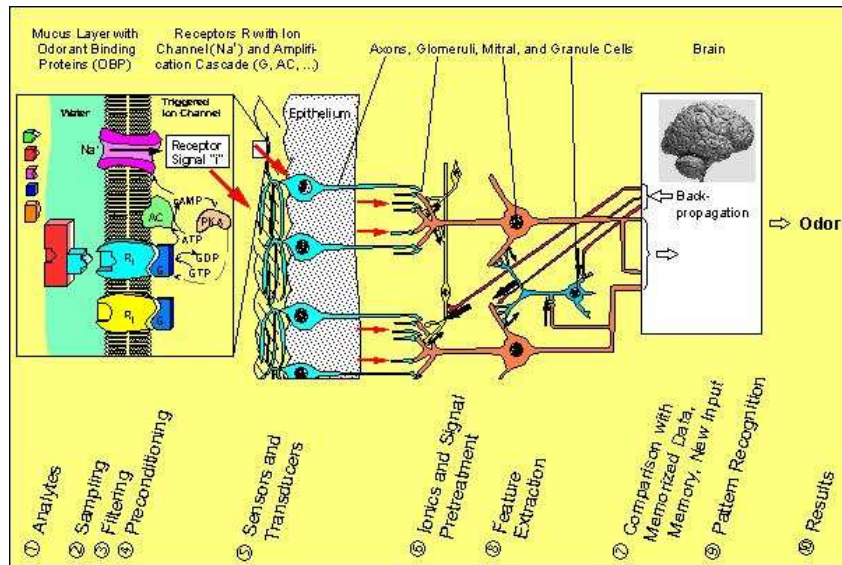 Mucus Layer with
Odorant Binding
Proteins (OBP)
Receptors R with Ion
Channel (Na⁺) and Amplifi-
cation Cascade (G, AC, ...)
Axons, Glomeruli, Mitral, and Granule Cells
Brain
Water
Triggered
Ion Channel
Na⁺
Receptor
Signal "i"
cAMP
AC
PKA
ATP
GDP
GTP
R₁
G
R₁
G
Epithelium
Back-
propagation
Odor
① Analytes
② Sampling
③ Filtering
④ Preconditioning
⑤ Sensors and
Transducers
⑥ Ionics and Signal
Pretreatment
⑧ Feature
Extraction
⑦ Comparison with
Memorized Data,
Memory, New Input
⑨ Pattern Recognition
⑩ Results